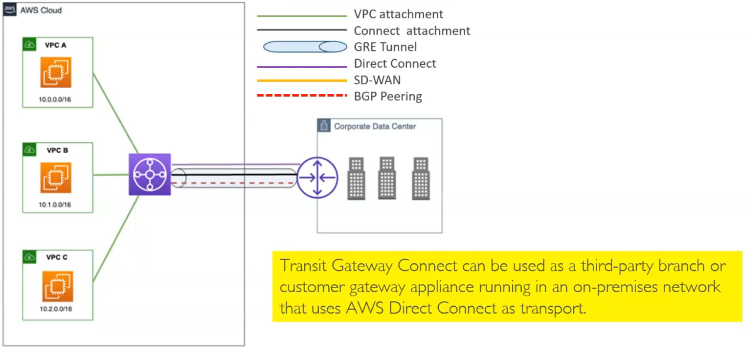 aws
AWS Cloud
VPC A
10.0.0.0/16
VPC B
10.1.0.0/16
VPC C
10.2.0.0/16
VPC attachment
Connect attachment
GRE Tunnel
Direct Connect
SD-WAN
BGP Peering
Corporate Data Center
Transit Gateway Connect can be used as a third-party branch or
customer gateway appliance running in an on-premises network
that uses AWS Direct Connect as transport.